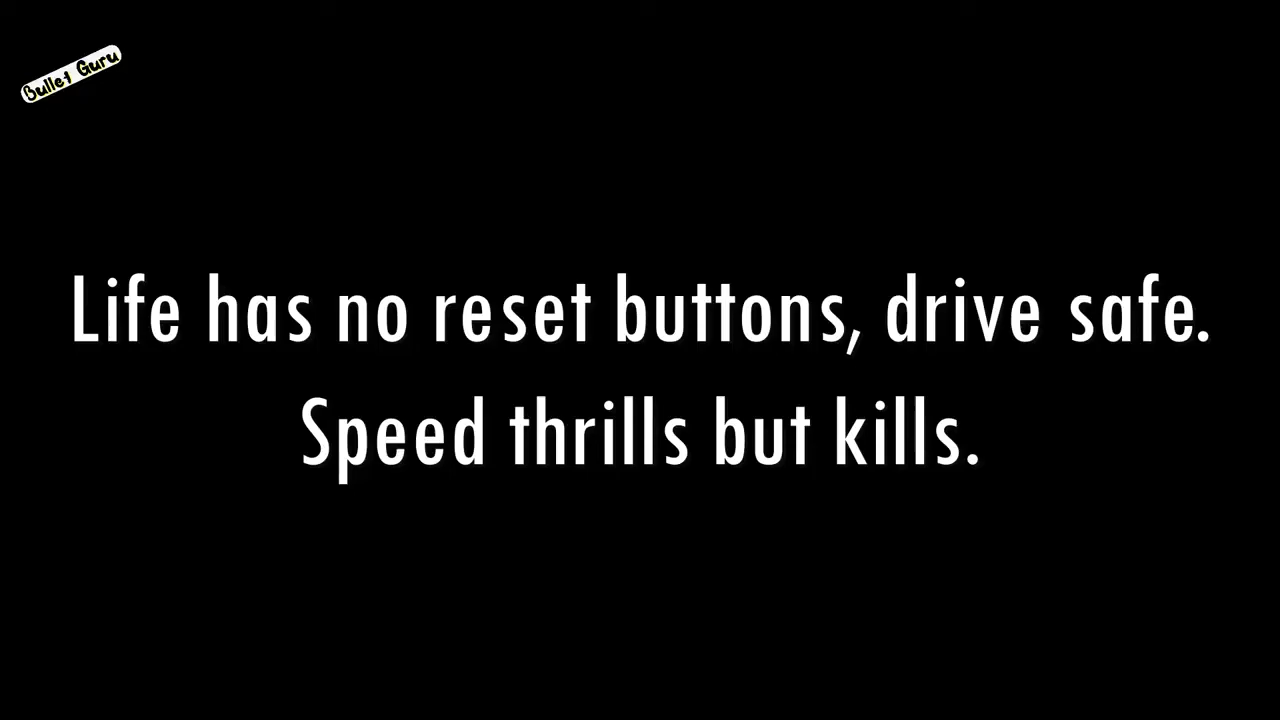 Bullet Guru
Life has no reset buttons, drive safe.
Speed thrills but kills.